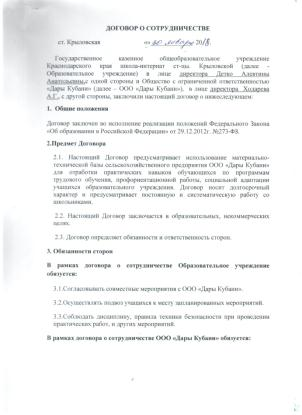 ДОГОВОР О СОТРУДНИЧЕСТВЕ
ст. Крыловская на 20 января 2018.
Государственное казенное общеобразовательное учреждение
Краснодарского края школа-интернат ст-цы Крыловской (далее -
Образовательное учреждение) в лице директора Детко Алевтина
Анатольевич, с одной стороны и Общество с ограниченной ответственностью
«Дары Кубани» (далее – ООО «Дары Кубани»), в лице директора Ходарева
А.Г., с другой стороны, заключили настоящий договор о нижеследующем:
1. Общие положения
Договор заключен во исполнение реализации положений Федерального Закона
«Об образовании в Российской Федерации» от 29.12.2012г. №273-ФЗ.
2.Предмет Договора
2.1. Настоящий Договор предусматривает использование материально-
технической базы сельскохозяйственного предприятия ООО «Дары Кубани»
для отработки практических навыков обучающихся по программам
трудового обучения, профориентационной работы, социальной адаптации
учащихся образовательного учреждения. Договор носит долгосрочный
характер и предусматривает постоянную и систематическую работу со
школьниками.
2.2. Настоящий Договор заключается в образовательных, некоммерческих
целях.
2.3. Договор определяет обязанности и ответственность сторон.
3. Обязанности сторон
В рамках договора о сотрудничестве Образовательное учреждение
обязуется:
3.1.Согласовывать совместные мероприятия с ООО «Дары Кубани».
3.2.Осуществлять подвоз учащихся к месту запланированных мероприятий.
3.3.Соблюдать дисциплину, правила техники безопасности при проведении
практических работ, и других мероприятий.
В рамках договора о сотрудничестве ООО «Дары Кубани» обязуется: